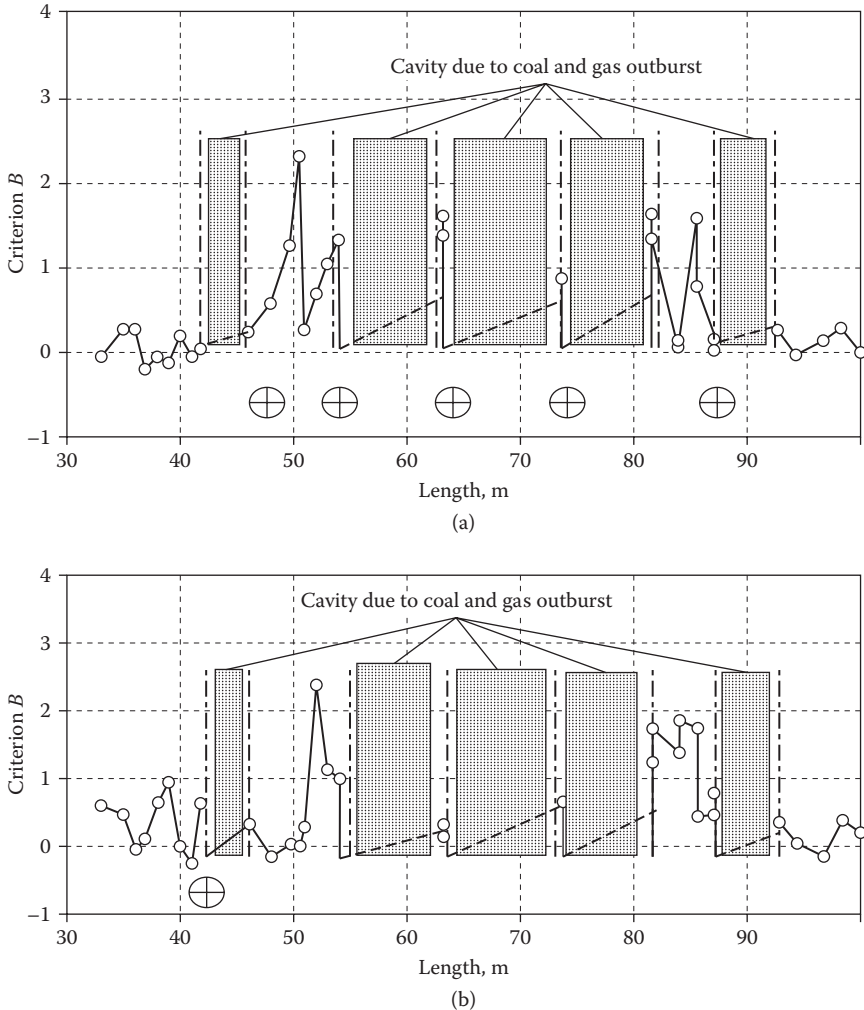 4
Cavity due to coal and gas outburst
3
2
Criterion B
1
0
−1
30 40 50 60 70 80 90
Length, m
(a)
4
Cavity due to coal and gas outburst
3
2
Criterion B
1
0
−1
30 40 50 60 70 80 90
Length, m
(b)